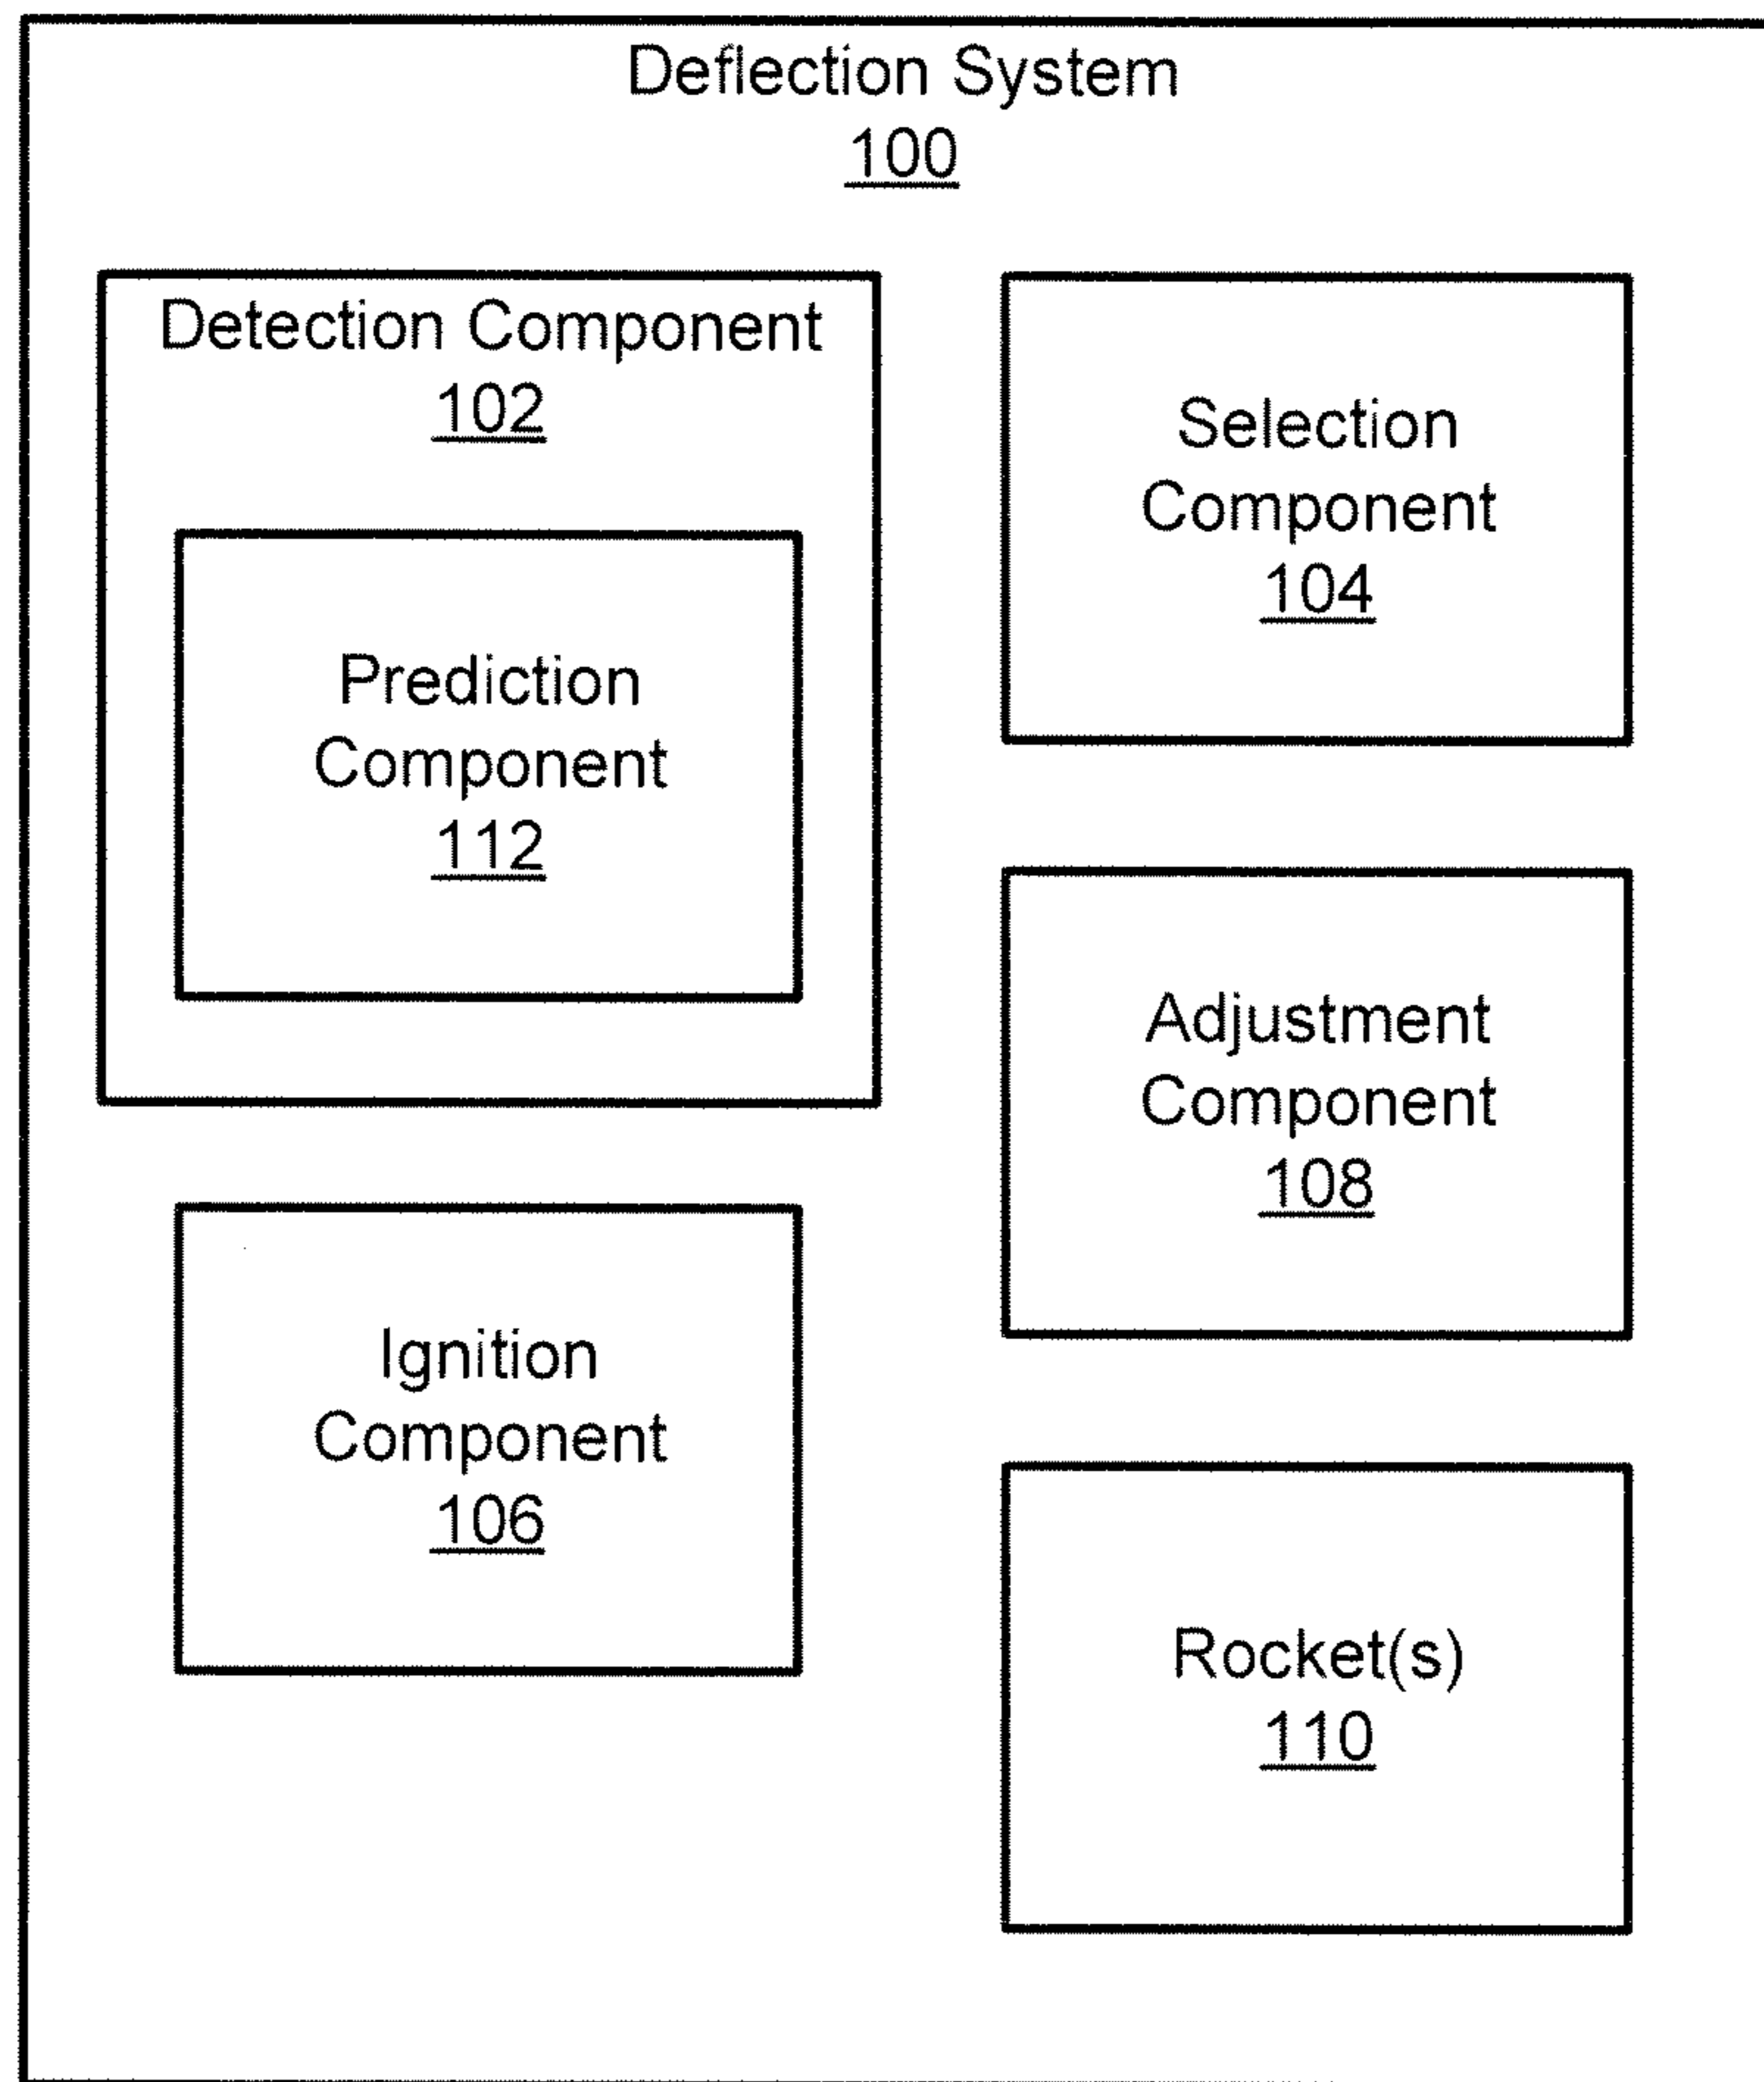 Deflection System
100
Detection Component
102
Prediction
Component
112
Selection
Component
104
Adjustment
Component
108
Ignition
Component
106
Rocket(s)
110